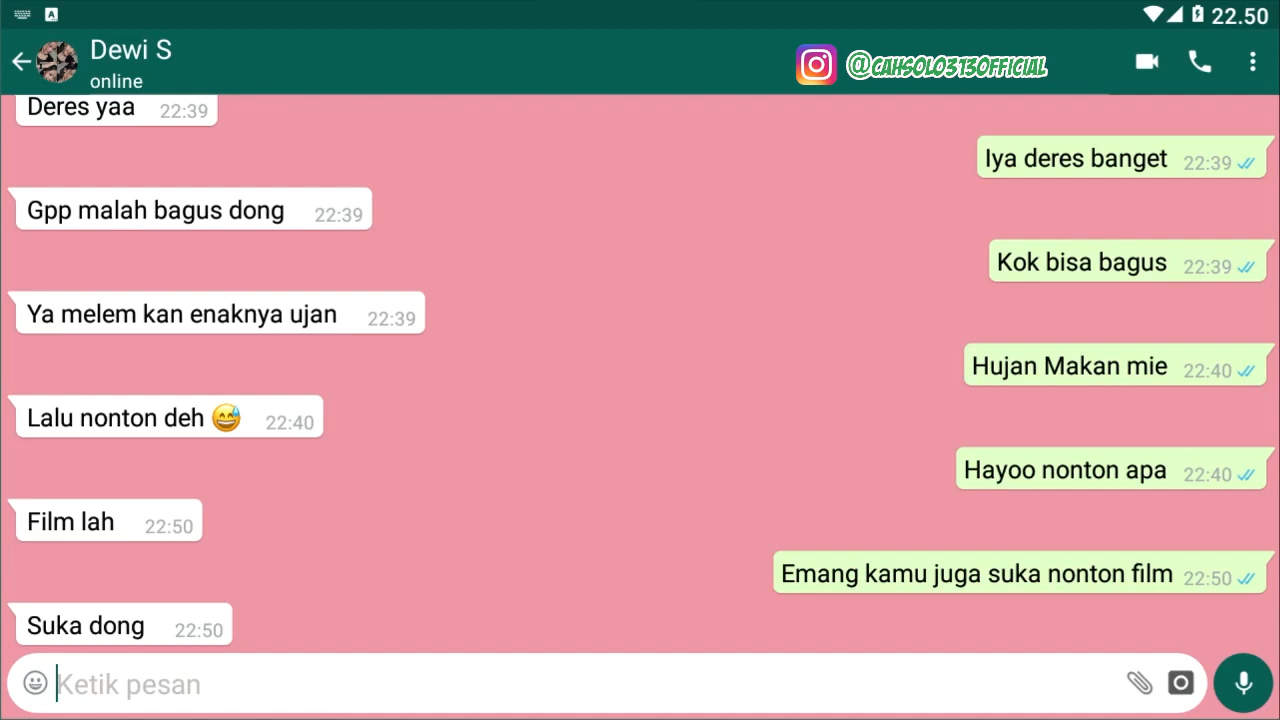 22.50
Dewi S
online
@CAHSOLO313OFFICIAL
Deres yaa 22:39
Iya deres banget 22:39
Gpp malah bagus dong 22:39
Kok bisa bagus 22:39
Ya melem kan enaknya ujan 22:39
Hujan Makan mie 22:40
Lalu nonton deh 😅 22:40
Hayoo nonton apa 22:40
Film lah 22:50
Emang kamu juga suka nonton film 22:50
Suka dong 22:50
Ketik pesan